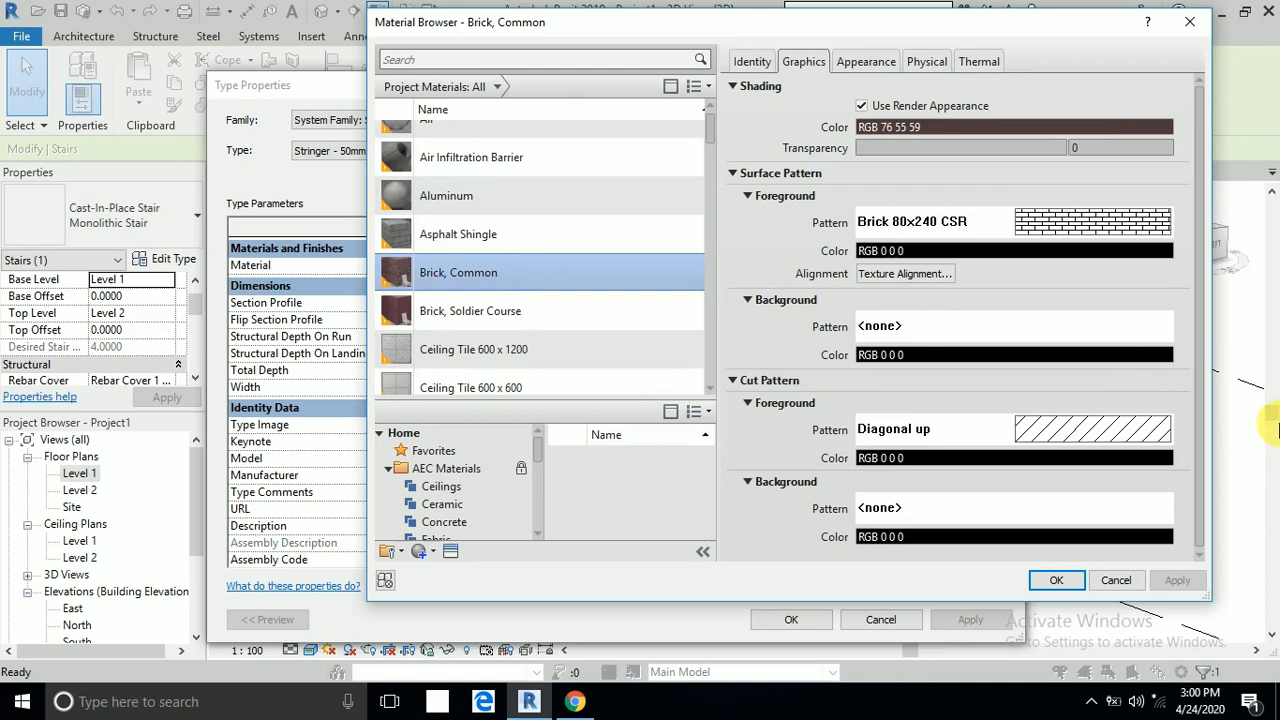 Material Browser - Brick, Common
?
File
Architecture
Structure
Steel
Systems
Insert
Modify
Properties
Paste
Cope
Select
Properties
Clipboard
Modify | Stairs
Properties
Cast-In-Place Stair
Monolithic Stair
Stairs (1)
Edit Type
Base Level
Level 1
Base Offset
0.0000
Top Level
Level 2
Top Offset
0.0000
Desired Stair ...
4.0000
Structural
Rebar Cover
Rebar Cover 1 ...
Properties help
Apply
Project Browser - Project1
Views (all)
Floor Plans
Level 1
Level 2
Site
Ceiling Plans
Level 1
Level 2
3D Views
Elevations (Building Elevation
East
North
South
Type Properties
Family:
System Family: S
Type:
Stringer - 50mm
Type Parameters
Materials and Finishes
Material
Dimensions
Section Profile
Flip Section Profile
Structural Depth On Run
Structural Depth On Landin
Total Depth
Width
Identity Data
Type Image
Keynote
Model
Manufacturer
Type Comments
URL
Description
Assembly Description
Assembly Code
What do these properties do?
<< Preview
OK
Cancel
Apply
Search
Project Materials: All
Name
Air
Air Infiltration Barrier
Aluminum
Asphalt Shingle
Brick, Common
Brick, Soldier Course
Ceiling Tile 600 x 1200
Ceiling Tile 600 x 600
Home
Favorites
AEC Materials
Ceilings
Ceramic
Concrete
Fabric
Name
Identity
Graphics
Appearance
Physical
Thermal
Shading
Use Render Appearance
Color
RGB 76 55 59
Transparency
0
Surface Pattern
Foreground
Pattern
Brick 80x240 CSR
Color
RGB 0 0 0
Alignment
Texture Alignment...
Background
Pattern
<none>
Color
RGB 0 0 0
Cut Pattern
Foreground
Pattern
Diagonal up
Color
RGB 0 0 0
Background
Pattern
<none>
Color
RGB 0 0 0
OK
Cancel
Apply
Activate Windows
Go to Settings to activate Windows.
1 : 100
Ready
:0
Main Model
:1
Type here to search
3:00 PM
4/24/2020
1